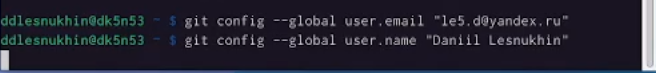 ddlesnukhin@dk5n53 ~ $ git config --global user.email "le5.d@yandex.ru"
ddlesnukhin@dk5n53 ~ $ git config --global user.name "Daniil Lesnukhin"